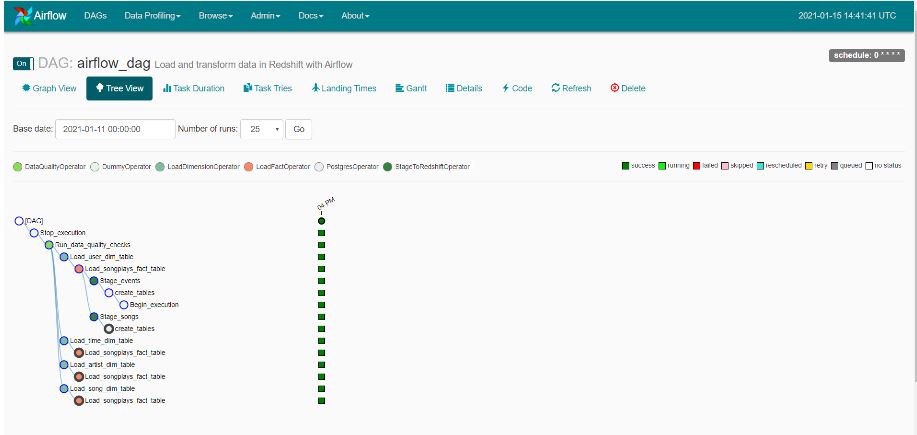 Airflow DAGs Data Profiling Browse Admin Docs About 2021-01-15 14:41:41 UTC
On DAG: airflow_dag Load and transform data in Redshift with Airflow schedule: 0 * * * *
Graph View Tree View Task Duration Task Tries Landing Times Gantt Details Code Refresh Delete
Base date: 2021-01-11 00:00:00 Number of runs: 25 Go
DataQualityOperator DummyOperator LoadDimensionOperator LoadFactOperator PostgresOperator StageToRedshiftOperator success running failed skipped rescheduled retry queued no status
04 PM
[DAG]
Stop_execution
Run_data_quality_checks
Load_user_dim_table
Load_songplays_fact_table
Stage_events
create_tables
Begin_execution
Stage_songs
create_tables
Load_time_dim_table
Load_songplays_fact_table
Load_artist_dim_table
Load_songplays_fact_table
Load_song_dim_table
Load_songplays_fact_table